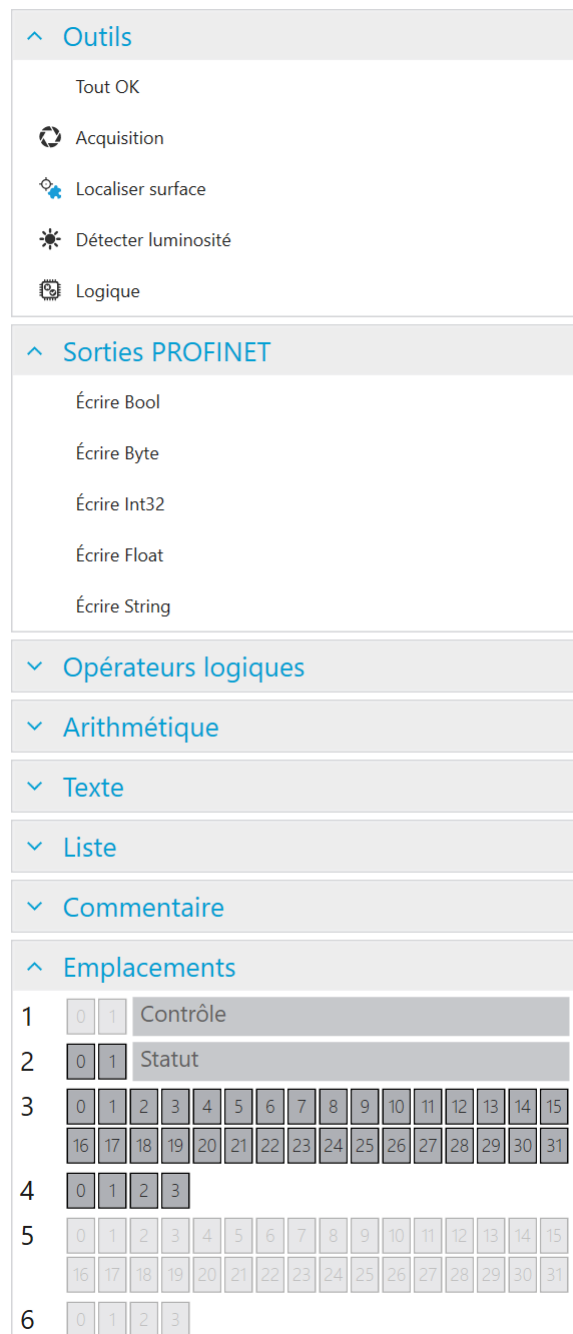 Outils
Tout OK
Acquisition
Localiser surface
Détecter luminosité
Logique
Sorties PROFINET
Écrire Bool
Écrire Byte
Écrire Int32
Écrire Float
Écrire String
Opérateurs logiques
Arithmétique
Texte
Liste
Commentaire
Emplacements
1 0 1 Contrôle
2 0 1 Statut
3 0 1 2 3 4 5 6 7 8 9 10 11 12 13 14 15
16 17 18 19 20 21 22 23 24 25 26 27 28 29 30 31
4 0 1 2 3
5 0 1 2 3 4 5 6 7 8 9 10 11 12 13 14 15
16 17 18 19 20 21 22 23 24 25 26 27 28 29 30 31
6 0 1 2 3